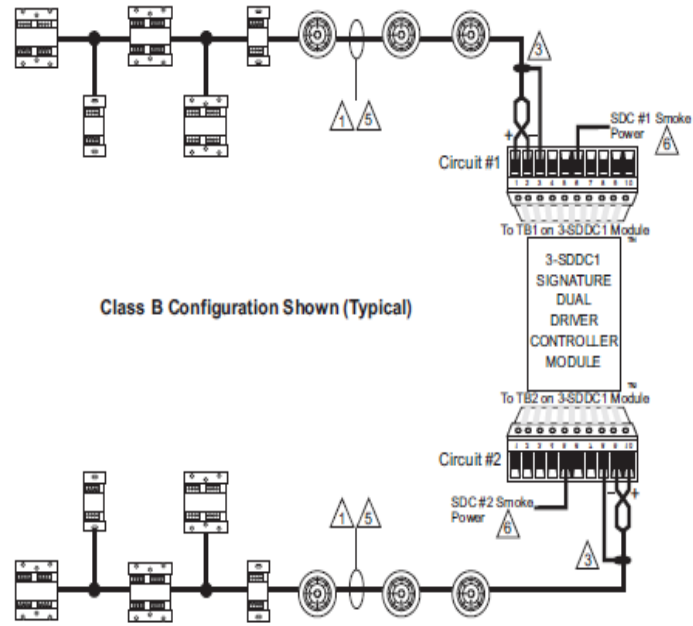 3
1 5
SDC #1 Smoke
Power
6
+ -
Circuit #1
1 2 3 4 5 6 7 8 9 10
To TB1 on 3-SDDC1 Module
™
3-SDDC1
SIGNATURE
DUAL
DRIVER
CONTROLLER
MODULE
Class B Configuration Shown (Typical)
™
To TB2 on 3-SDDC1 Module
1 2 3 4 5 6 7 8 9 10
Circuit #2
- +
SDC #2 Smoke
Power
6
1 5
3